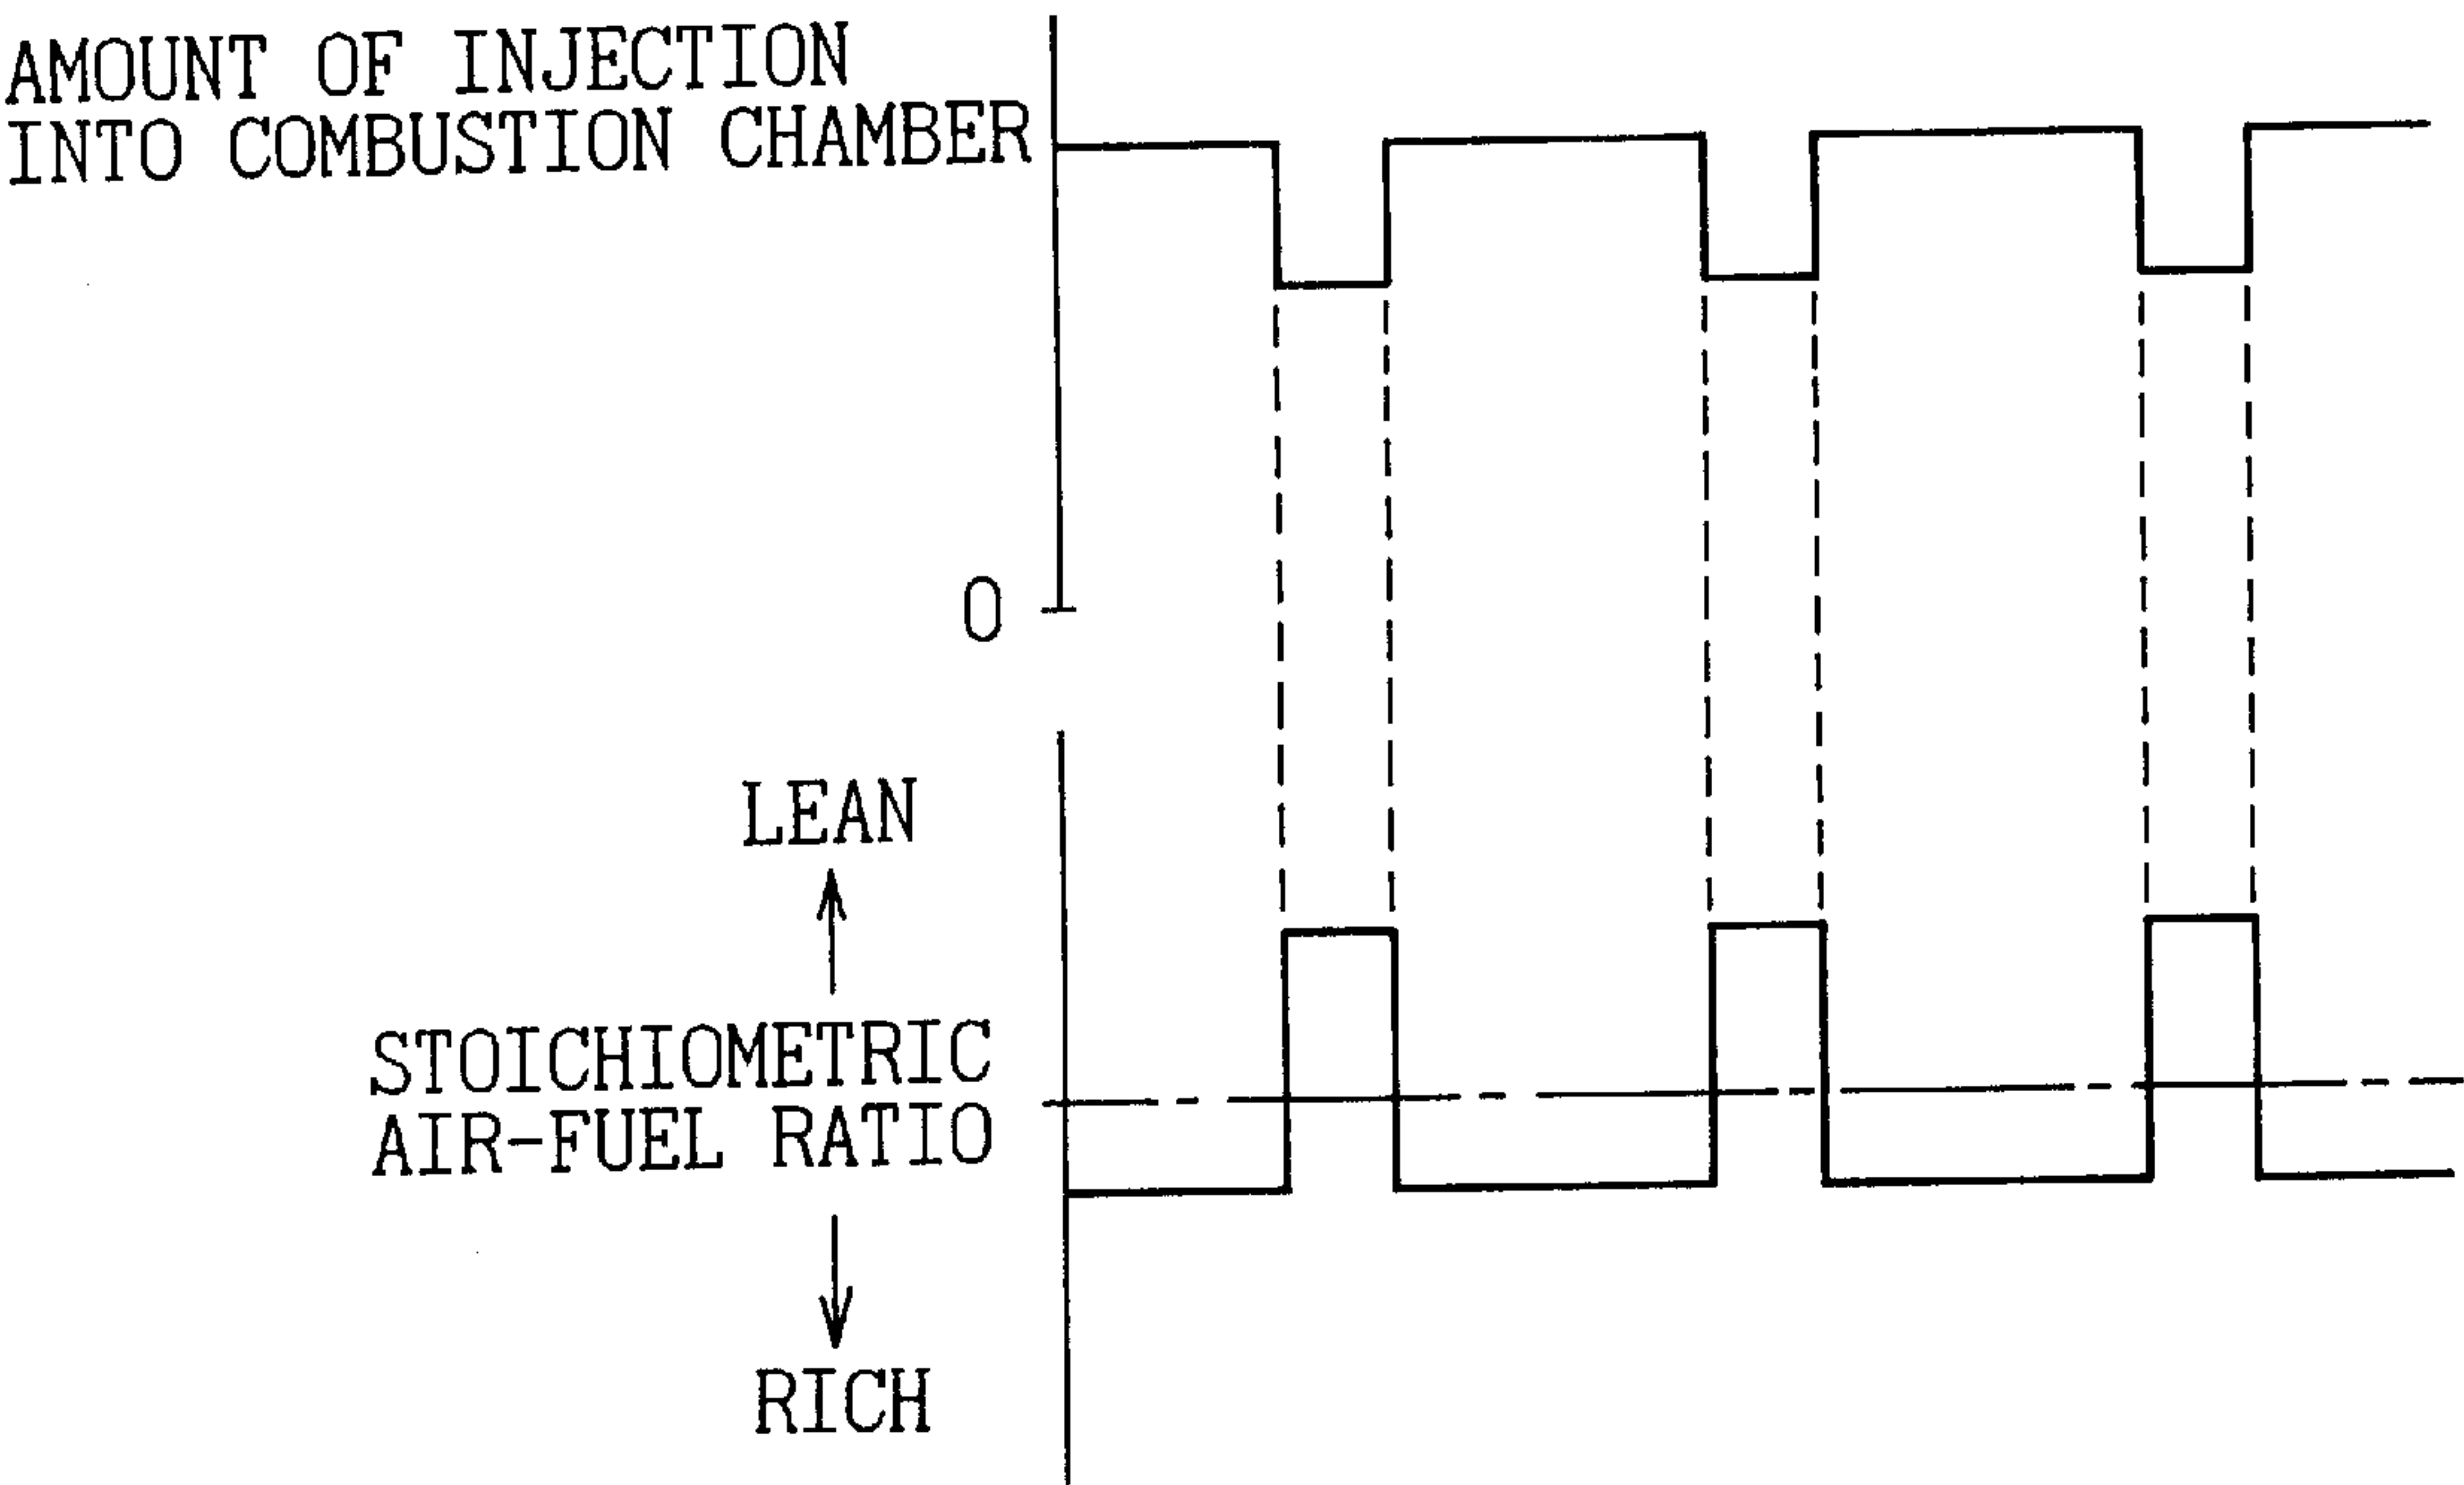 AMOUNT OF INJECTION
INTO COMBUSTION CHAMBER
0
LEAN
STOICHIOMETRIC
AIR-FUEL RATIO
RICH